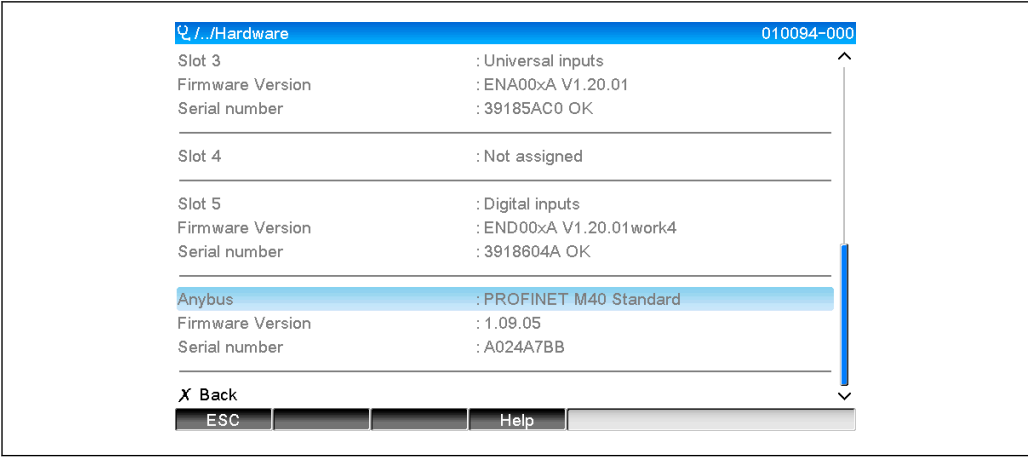 /../Hardware 010094-000
Slot 3 : Universal inputs
Firmware Version : ENA00xA V1.20.01
Serial number : 39185AC0 OK
Slot 4 : Not assigned
Slot 5 : Digital inputs
Firmware Version : END00xA V1.20.01work4
Serial number : 3918604A OK
Anybus : PROFINET M40 Standard
Firmware Version : 1.09.05
Serial number : A024A7BB
X Back
ESC Help